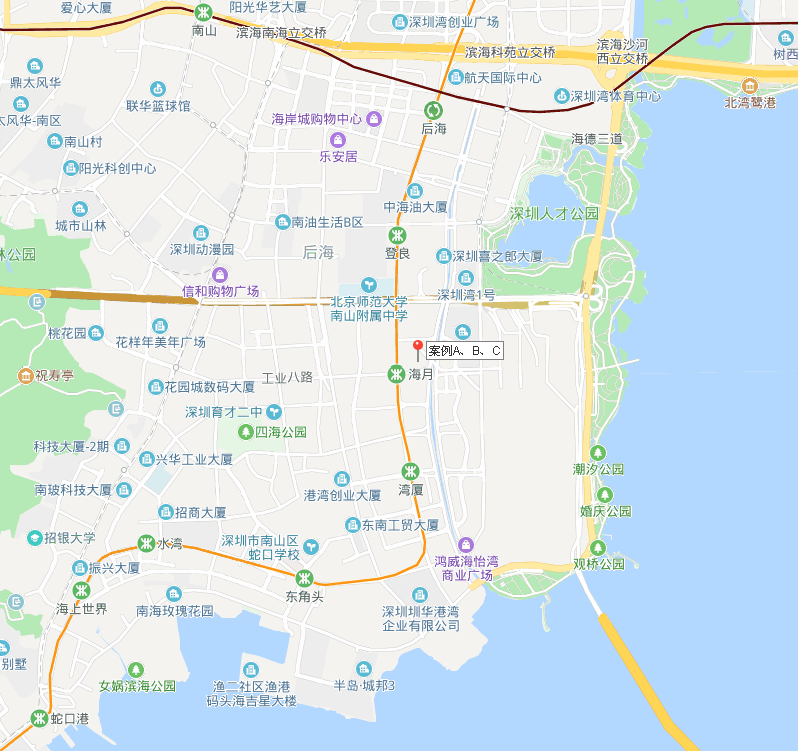 爱心大厦
阳光华艺大厦
南山
滨海南海立交桥
深圳湾创业广场
滨海科苑立交桥
滨海沙河
西立交桥
树西
鼎太风华
联华篮球馆
航天国际中心
深圳湾体育中心
北湾鹭港
太风华-南区
海岸城购物中心
后海
南山村
乐安居
海德三道
阳光科创中心
中海油大厦
城市山林
南油生活B区
深圳人才公园
深圳动漫园
后海
登良
深圳喜之郎大厦
林公园
信和购物广场
深圳湾1号
北京师范大学
南山附属中学
桃花园
花样年美年广场
案例A、B、C
祝寿亭
工业八路
海月
花园城数码大厦
深圳育才二中
四海公园
科技大厦-2期
兴华工业大厦
潮汐公园
南玻科技大厦
港湾创业大厦
湾厦
婚庆公园
招商大厦
东南工贸大厦
招银大学
水湾
深圳市南山区
蛇口学校
鸿威海怡湾
商业广场
观桥公园
振兴大厦
海上世界
南海玫瑰花园
东角头
深圳圳华港湾
企业有限公司
别墅
女娲滨海公园
渔二社区渔港
码头海吉星大楼
半岛·城邦3
蛇口港